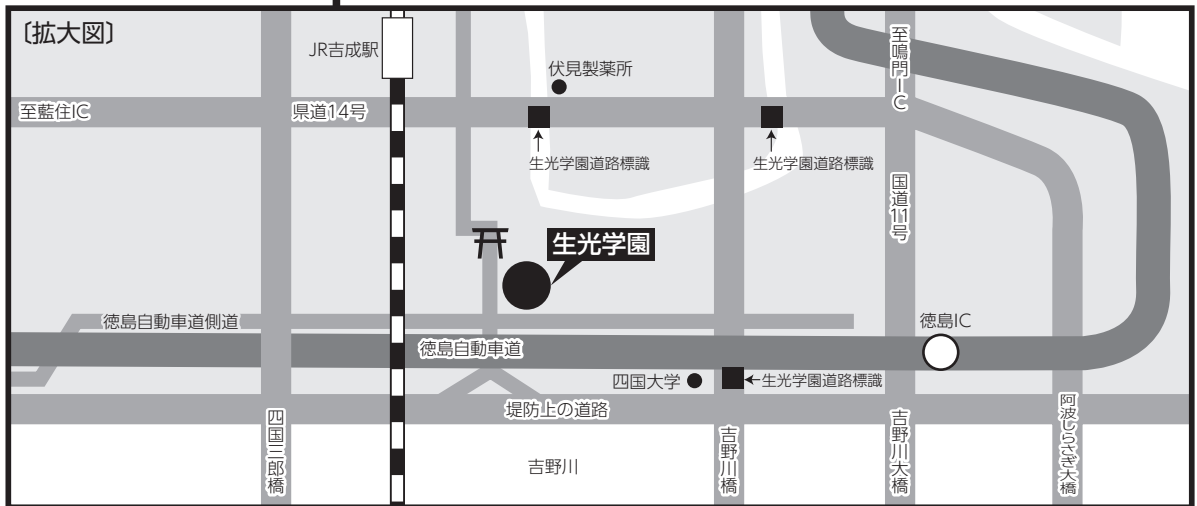 〔拡大図〕
JR吉成駅
至鳴門IC
伏見製薬所
至藍住IC
県道14号
生光学園道路標識
生光学園道路標識
国道11号
生光学園
徳島自動車道側道
徳島IC
徳島自動車道
四国大学
生光学園道路標識
堤防上の道路
四国三郎橋
吉野川
吉野川橋
吉野川大橋
阿波しらさぎ大橋